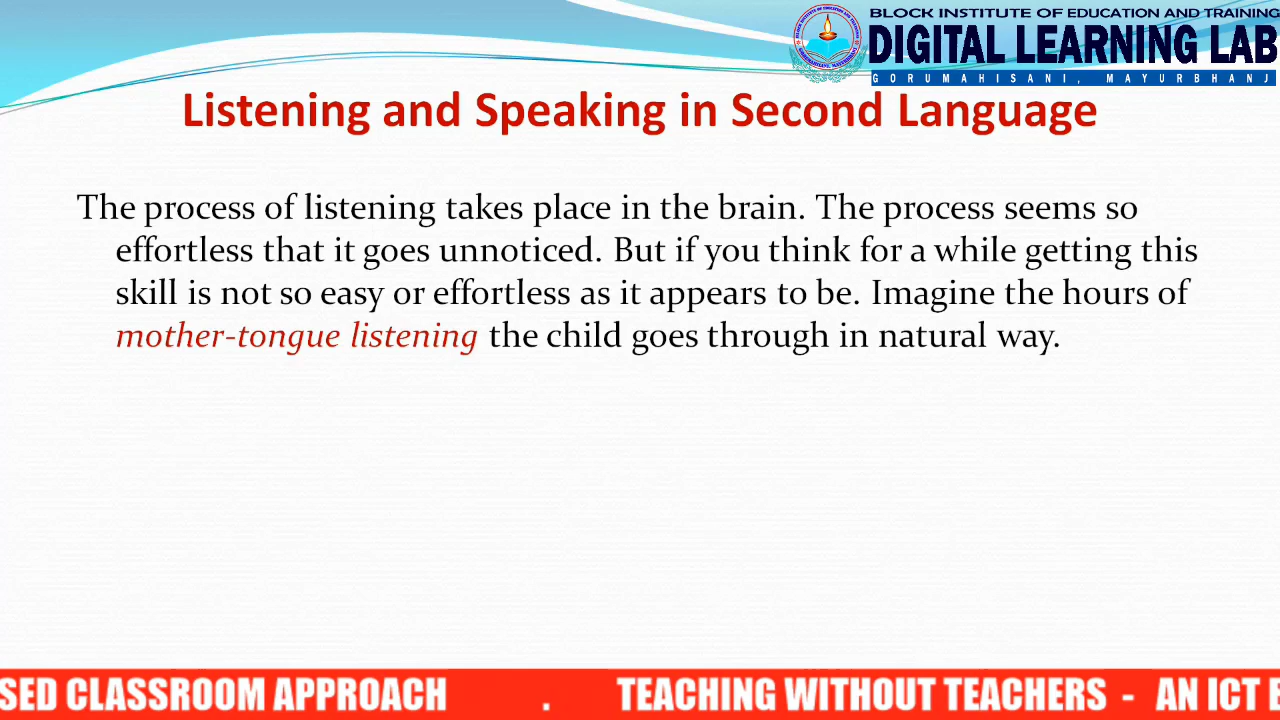 BLOCK INSTITUTE OF EDUCATION AND TRAINING
DIGITAL LEARNING LAB
GORUMAHISANI, MAYURBHANJ
Listening and Speaking in Second Language
The process of listening takes place in the brain. The process seems so
effortless that it goes unnoticed. But if you think for a while getting this
skill is not so easy or effortless as it appears to be. Imagine the hours of
mother-tongue listening the child goes through in natural way.
SED CLASSROOM APPROACH . TEACHING WITHOUT TEACHERS - AN ICT